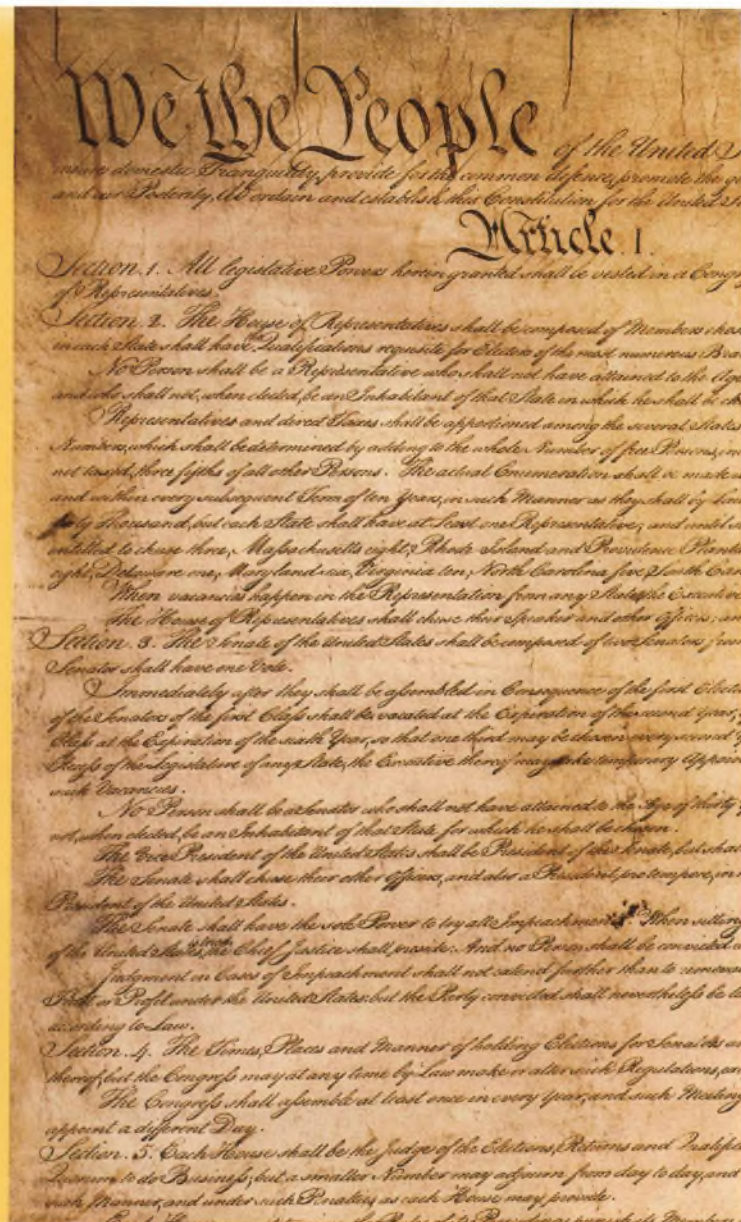 We the People of the United S
insure domestic Tranquility, provide for the common defence, promote the ge
and our Posterity, do ordain and establish this Constitution for the United St
Article. I.
Section. 1. All legislative Powers herein granted shall be vested in a Congre
of Representatives.
Section. 2. The House of Representatives shall be composed of Members chose
in each State shall have the Qualifications requisite for Electors of the most numerous Bra
No Person shall be a Representative who shall not have attained to the Age
and who shall not, when elected, be an Inhabitant of that State in which he shall be ch
Representatives and direct Taxes shall be apportioned among the several States
Numbers, which shall be determined by adding to the whole Number of free Persons, inc
not taxed, three fifths of all other Persons. The actual Enumeration shall be made
and within every subsequent Term of ten Years, in such Manner as they shall by Law
thirty Thousand, but each State shall have at Least one Representative; and until su
entitled to chuse three, Massachusetts eight, Rhode Island and Providence Planta
eight, Delaware one, Maryland six, Virginia ten, North Carolina five, South Car
When vacancies happen in the Representation from any State, the Executive
The House of Representatives shall chuse their Speaker and other Officers; an
Section. 3. The Senate of the United States shall be composed of two Senators from
Senator shall have one Vote.
Immediately after they shall be assembled in Consequence of the first Electi
of the Senators of the first Class shall be vacated at the Expiration of the second Year,
Class at the Expiration of the sixth Year, so that one third may be chosen every second Y
Recess of the Legislature of any State, the Executive thereof may make temporary Appoin
such Vacancies.
No Person shall be a Senator who shall not have attained to the Age of thirty Y
not, when elected, be an Inhabitant of that State for which he shall be chosen.
The Vice President of the United States shall be President of the Senate, but shal
The Senate shall chuse their other Officers, and also a President pro tempore, in
President of the United States.
The Senate shall have the sole Power to try all Impeachments. When sitting
of the United States is tried, the Chief Justice shall preside: And no Person shall be convicted
Judgment in Cases of Impeachment shall not extend further than to removal
Trust or Profit under the United States: but the Party convicted shall nevertheless be li
according to Law.
Section. 4. The Times, Places and Manner of holding Elections for Senators an
thereof; but the Congress may at any time by Law make or alter such Regulations, exc
The Congress shall assemble at least once in every Year, and such Meeting
appoint a different Day.
Section. 5. Each House shall be the Judge of the Elections, Returns and Qualific
Quorum to do Business; but a smaller Number may adjourn from day to day, and
such Manner, and under such Penalties as each House may provide.